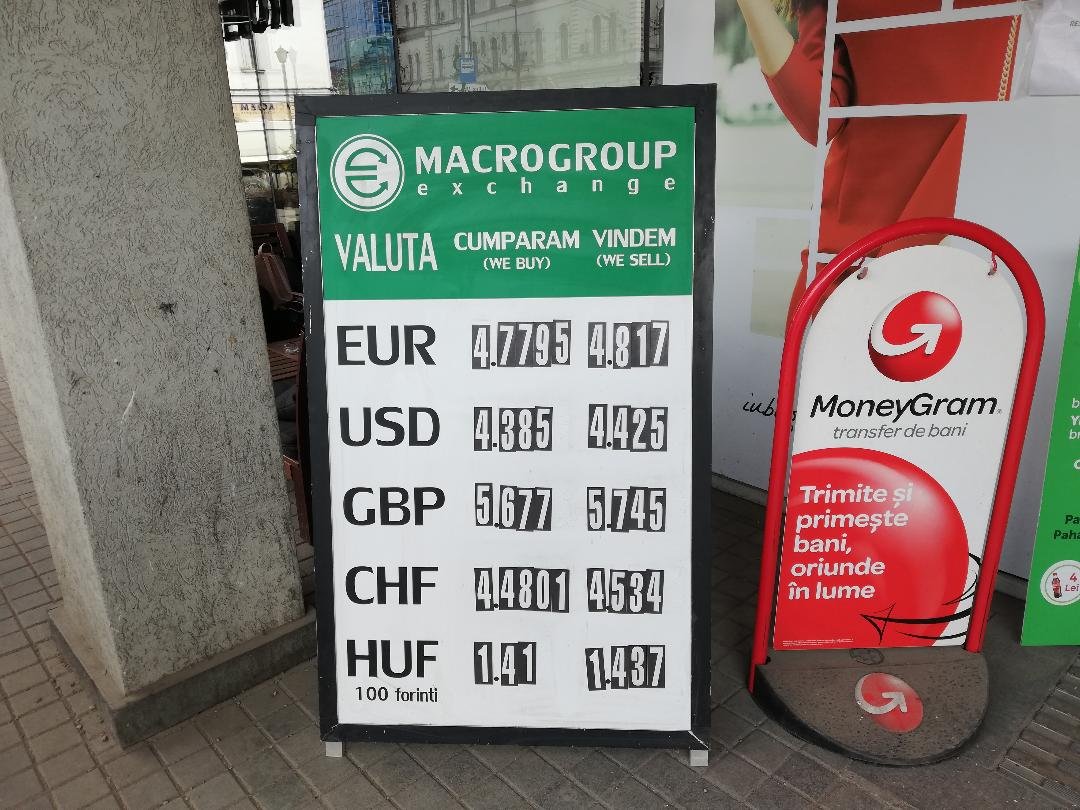 MACROGROUP
exchange
VALUTA CUMPARAM VINDEM
(WE BUY) (WE SELL)
EUR 4.7795 4.817
USD 4.385 4.425
GBP 5.677 5.745
CHF 4.4801 4.534
HUF 1.41 1.437
100 forinti
MoneyGram
transfer de bani
Trimite și
primește
bani,
oriunde
în lume
4
Lei